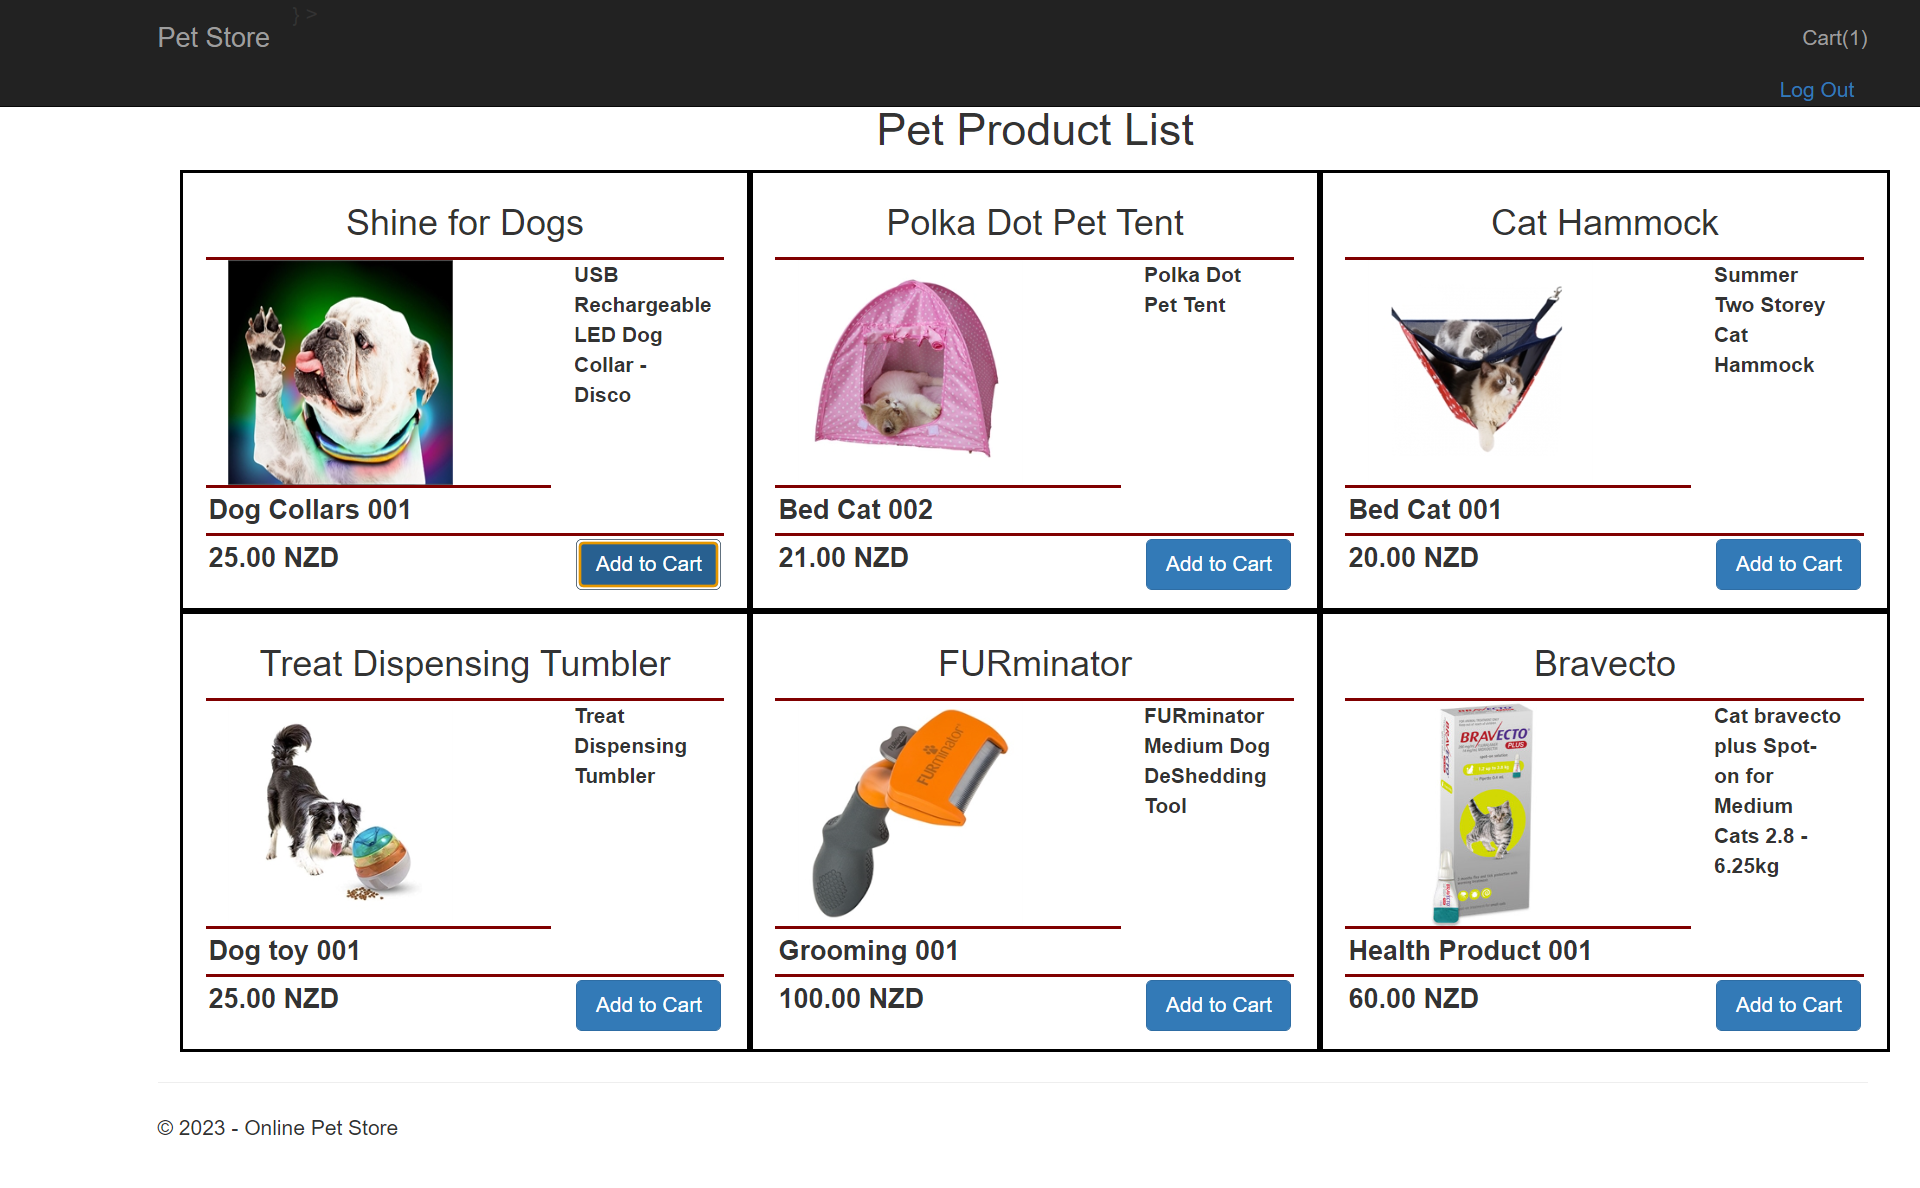 } >
Pet Store
Cart(1)
Log Out
Pet Product List
Shine for Dogs
USB
Rechargeable
LED Dog
Collar -
Disco
Dog Collars 001
25.00 NZD
Add to Cart
Polka Dot Pet Tent
Polka Dot
Pet Tent
Bed Cat 002
21.00 NZD
Add to Cart
Cat Hammock
Summer
Two Storey
Cat
Hammock
Bed Cat 001
20.00 NZD
Add to Cart
Treat Dispensing Tumbler
Treat
Dispensing
Tumbler
Dog toy 001
25.00 NZD
Add to Cart
FURminator
FURminator
FURminator
Medium Dog
DeShedding
Tool
Grooming 001
100.00 NZD
Add to Cart
Bravecto
BRAVECTO
PLUS
Cat bravecto
plus Spot-
on for
Medium
Cats 2.8 -
6.25kg
Health Product 001
60.00 NZD
Add to Cart
© 2023 - Online Pet Store